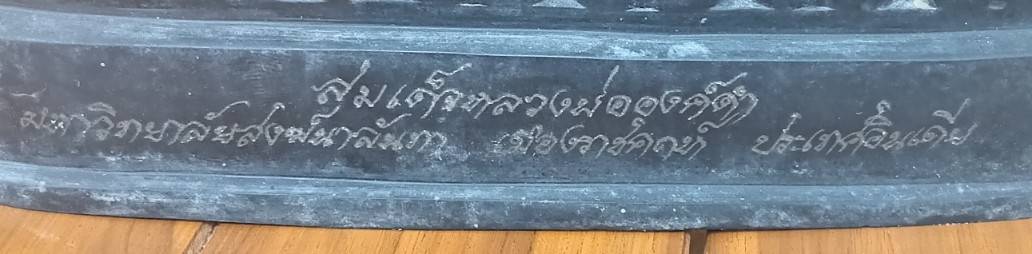 สมเด็จหลวงพ่อองค์ดำ
มหาวิทยาลัยสงฆ์นาลันทา เมืองราชคฤห์ ประเทศอินเดีย